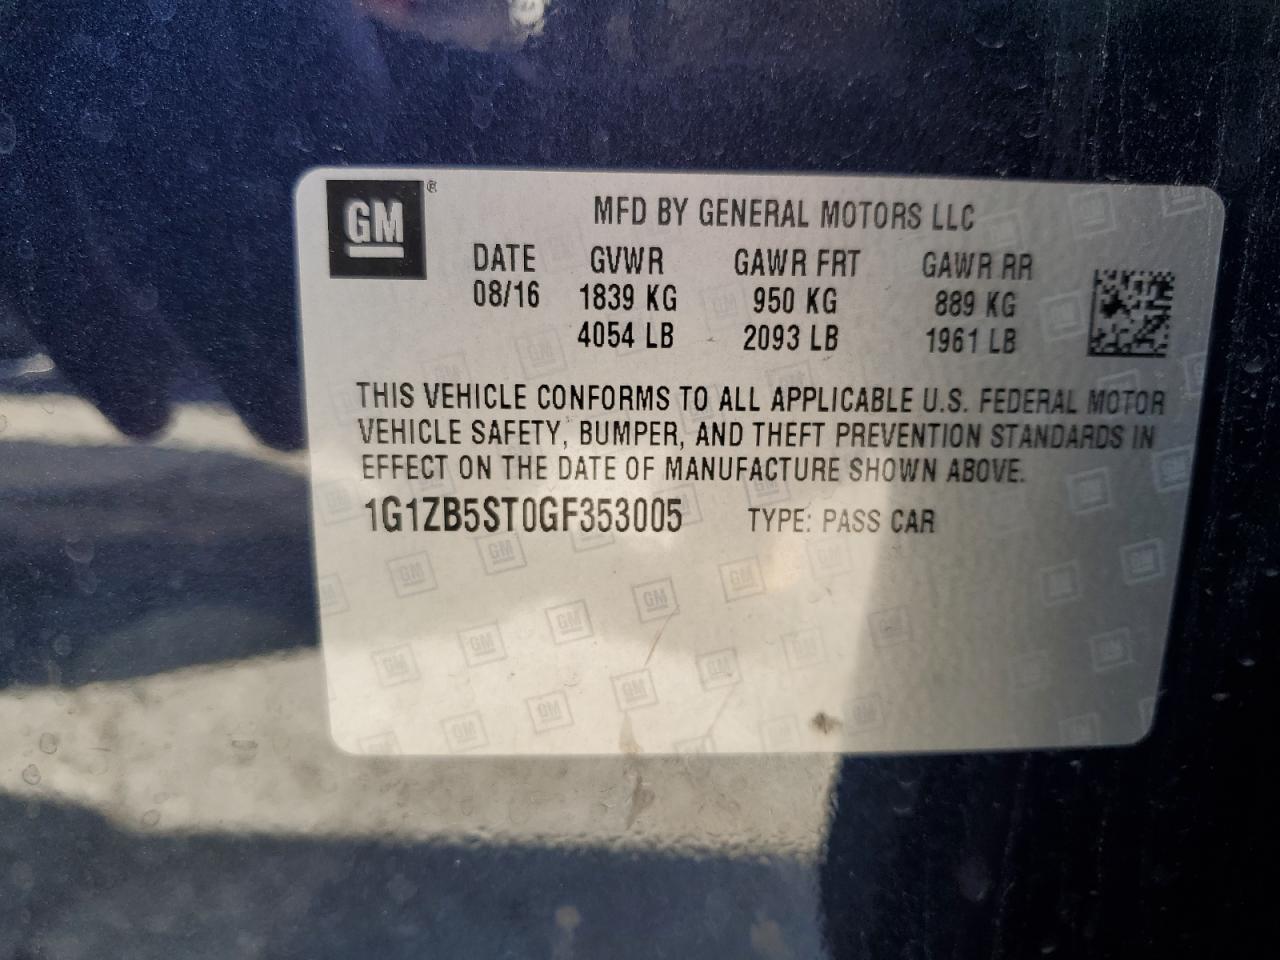 GM®
MFD BY GENERAL MOTORS LLC
DATE GVWR GAWR FRT GAWR RR
08/16 1839 KG 950 KG 889 KG
4054 LB 2093 LB 1961 LB
THIS VEHICLE CONFORMS TO ALL APPLICABLE U.S. FEDERAL MOTOR
VEHICLE SAFETY, BUMPER, AND THEFT PREVENTION STANDARDS IN
EFFECT ON THE DATE OF MANUFACTURE SHOWN ABOVE.
1G1ZB5ST0GF353005 TYPE: PASS CAR